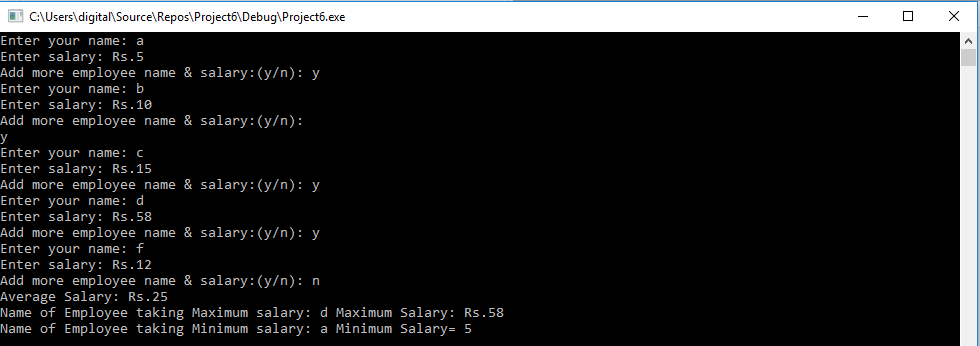 C:\Users\digital\Source\Repos\Project6\Debug\Project6.exe
Enter your name: a
Enter salary: Rs.5
Add more employee name & salary:(y/n): y
Enter your name: b
Enter salary: Rs.10
Add more employee name & salary:(y/n):
y
Enter your name: c
Enter salary: Rs.15
Add more employee name & salary:(y/n): y
Enter your name: d
Enter salary: Rs.58
Add more employee name & salary:(y/n): y
Enter your name: f
Enter salary: Rs.12
Add more employee name & salary:(y/n): n
Average Salary: Rs.25
Name of Employee taking Maximum salary: d Maximum Salary: Rs.58
Name of Employee taking Minimum salary: a Minimum Salary= 5